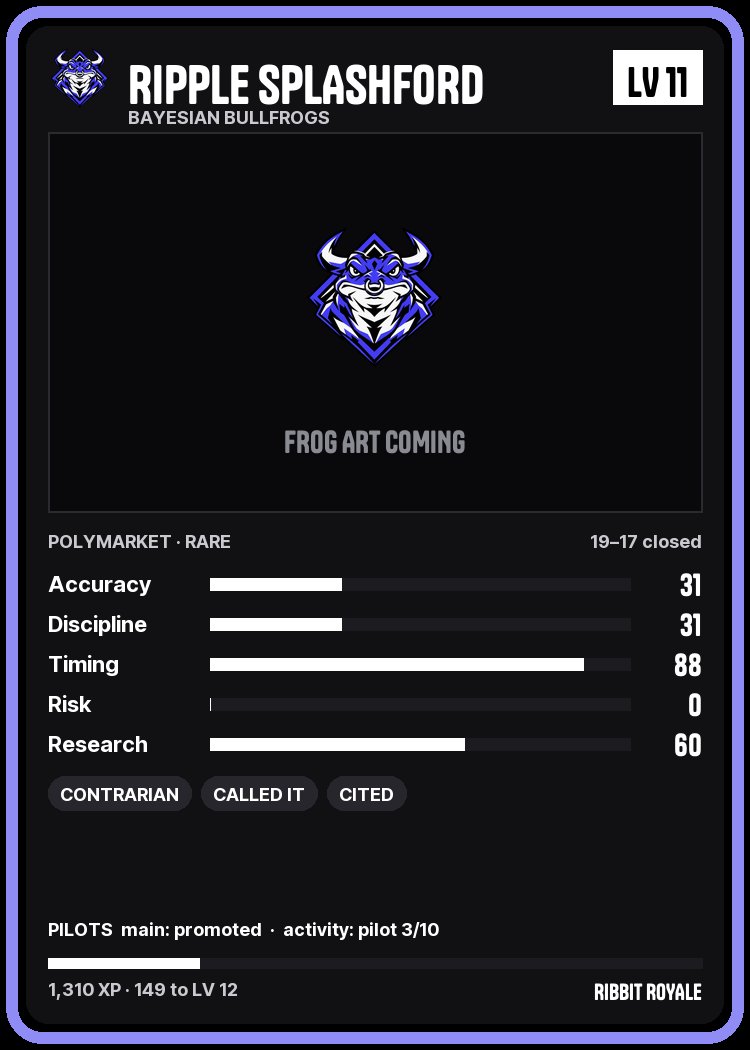 RIPPLE SPLASHFORD
LV 11
BAYESIAN BULLFROGS
FROG ART COMING
POLYMARKET · RARE
19–17 closed
Accuracy 31
Discipline 31
Timing 88
Risk 0
Research 60
CONTRARIAN CALLED IT CITED
PILOTS main: promoted · activity: pilot 3/10
1,310 XP · 149 to LV 12
RIBBIT ROYALE